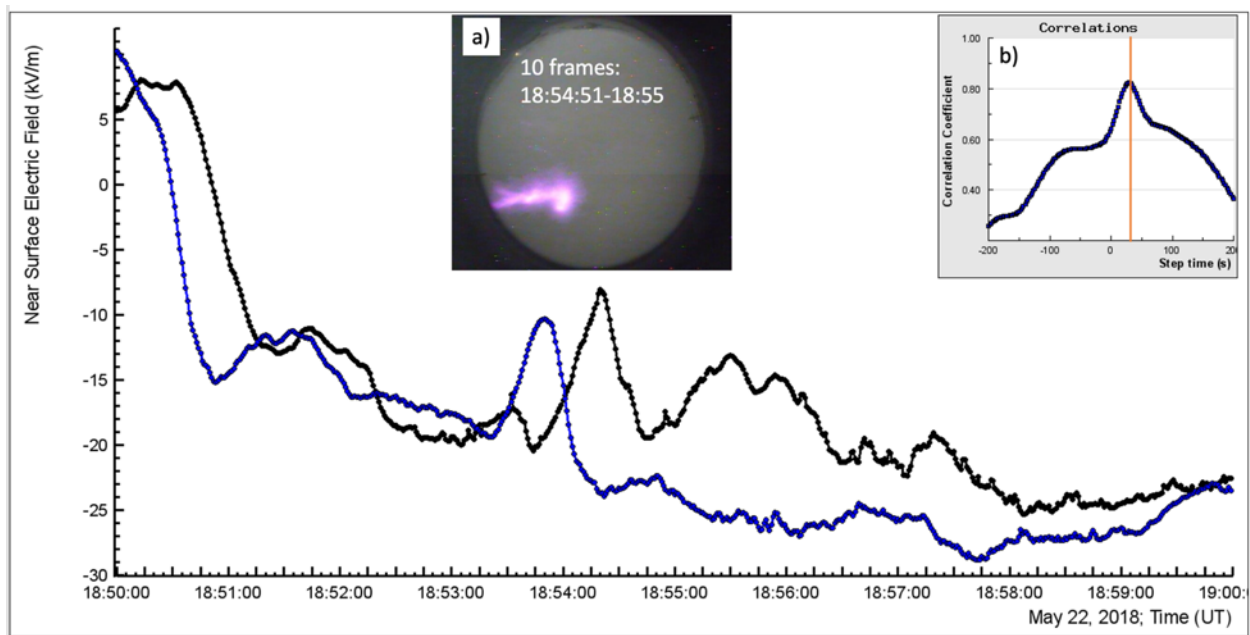 Near Surface Electric Field (kV/m)
5
0
-5
-10
-15
-20
-25
-30
18:50:00 18:51:00 18:52:00 18:53:00 18:54:00 18:55:00 18:56:00 18:57:00 18:58:00 18:59:00 19:00:0
May 22, 2018; Time (UT)
a)
10 frames:
18:54:51-18:55
Correlations
b)
Correlation Coefficient
1.00
0.80
0.60
0.40
-200 -100 0 100 200
Step time (s)